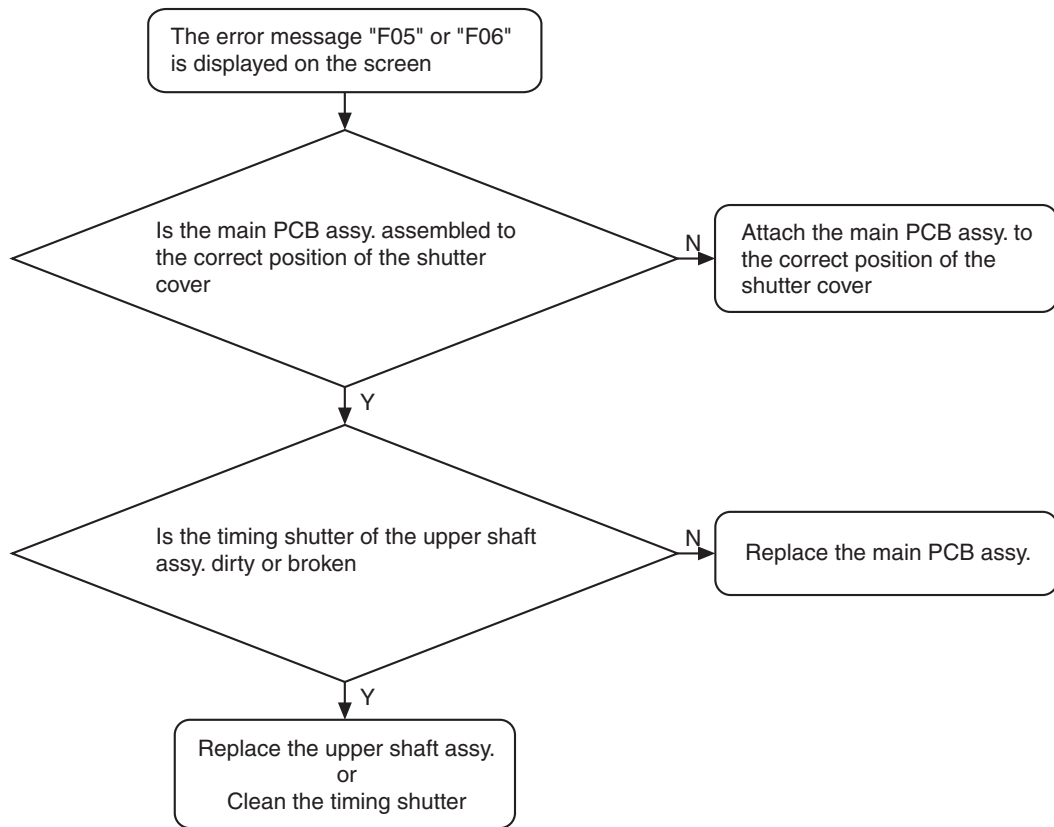 The error message "F05" or "F06"
is displayed on the screen
Is the main PCB assy. assembled to
the correct position of the shutter
cover
N
Attach the main PCB assy. to
the correct position of the
shutter cover
Y
Is the timing shutter of the upper shaft
assy. dirty or broken
N
Replace the main PCB assy.
Y
Replace the upper shaft assy.
or
Clean the timing shutter